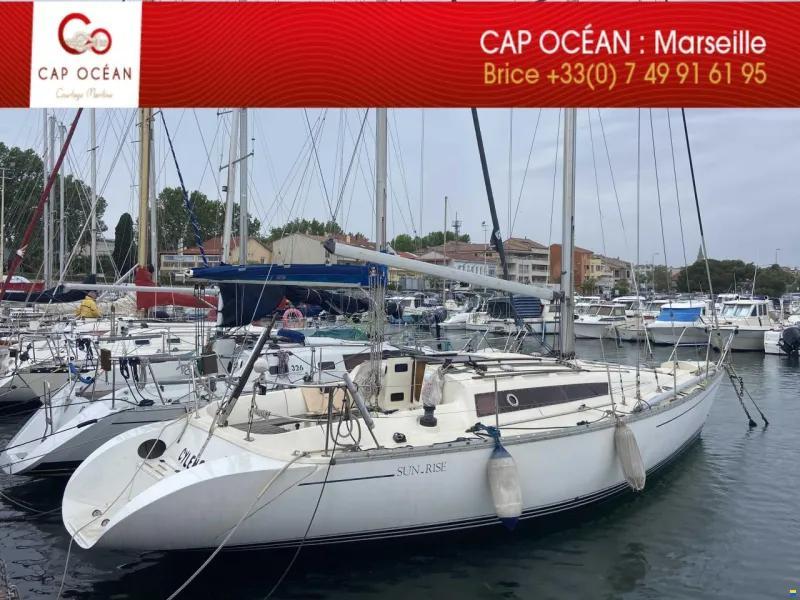 CAP OCÉAN : Marseille
CAP OCÉAN
Courtage Maritime
Brice +33(0) 7 49 91 61 95
326
SUN-RISE